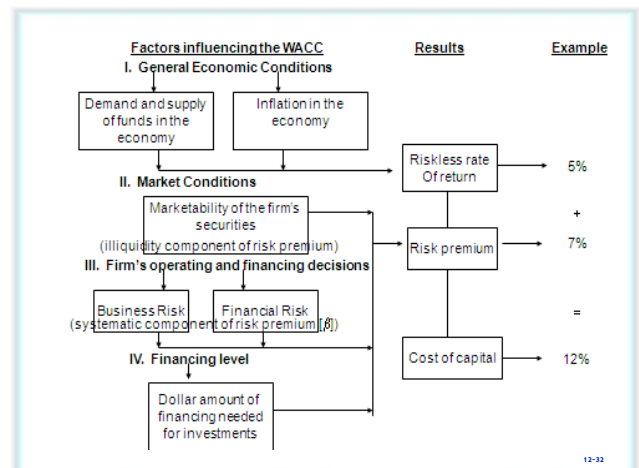 Factors influencing the WACC
Results
Example
I. General Economic Conditions
Demand and supply
of funds in the
economy
Inflation in the
economy
Riskless rate
Of return
5%
II. Market Conditions
Marketability of the firm's
securities
(illiquidity component of risk premium)
+
Risk premium
7%
III. Firm's operating and financing decisions
Business Risk
Financial Risk
(systematic component of risk premium [β])
=
IV. Financing level
Cost of capital
12%
Dollar amount of
financing needed
for investments
12-32